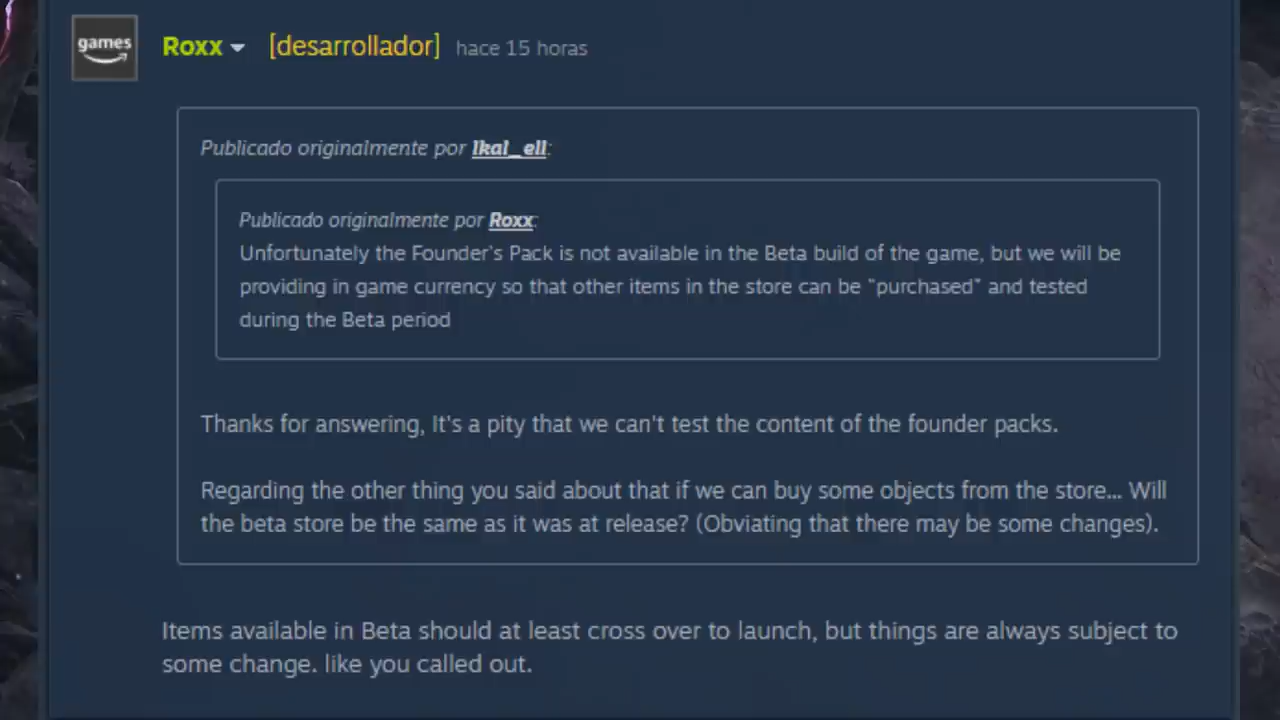 games
Roxx [desarrollador] hace 15 horas
Publicado originalmente por Ikal_ell:
Publicado originalmente por Roxx:
Unfortunately the Founder's Pack is not available in the Beta build of the game, but we will be
providing in game currency so that other items in the store can be "purchased" and tested
during the Beta period
Thanks for answering, It's a pity that we can't test the content of the founder packs.
Regarding the other thing you said about that if we can buy some objects from the store... Will
the beta store be the same as it was at release? (Obviating that there may be some changes).
Items available in Beta should at least cross over to launch, but things are always subject to
some change. like you called out.